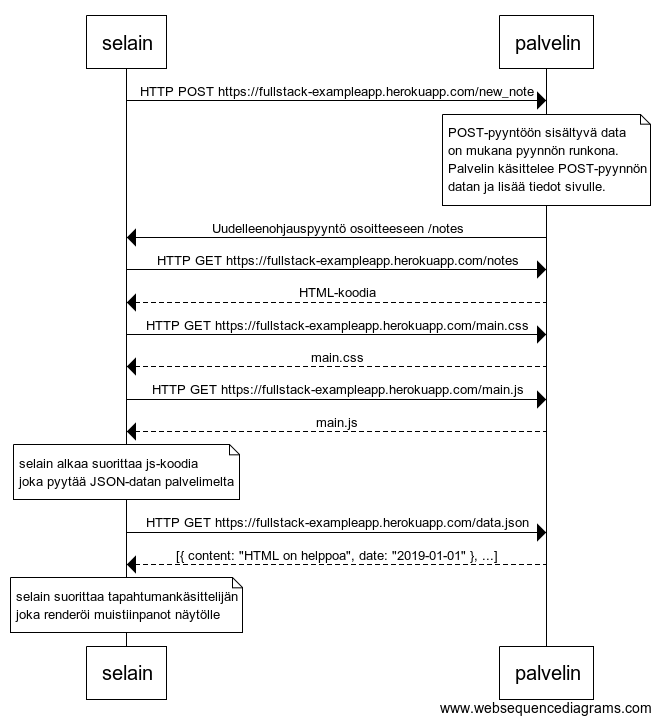 selain
palvelin
HTTP POST https://fullstack-exampleapp.herokuapp.com/new_note
POST-pyyntöön sisältyvä data
on mukana pyynnön runkona.
Palvelin käsittelee POST-pyynnön
datan ja lisää tiedot sivulle.
Uudelleenohjauspyyntö osoitteeseen /notes
HTTP GET https://fullstack-exampleapp.herokuapp.com/notes
HTML-koodia
HTTP GET https://fullstack-exampleapp.herokuapp.com/main.css
main.css
HTTP GET https://fullstack-exampleapp.herokuapp.com/main.js
main.js
selain alkaa suorittaa js-koodia
joka pyytää JSON-datan palvelimelta
HTTP GET https://fullstack-exampleapp.herokuapp.com/data.json
[{ content: "HTML on helppoa", date: "2019-01-01" }, ...]
selain suorittaa tapahtumankäsittelijän
joka renderöi muistiinpanot näytölle
selain
palvelin
www.websequencediagrams.com